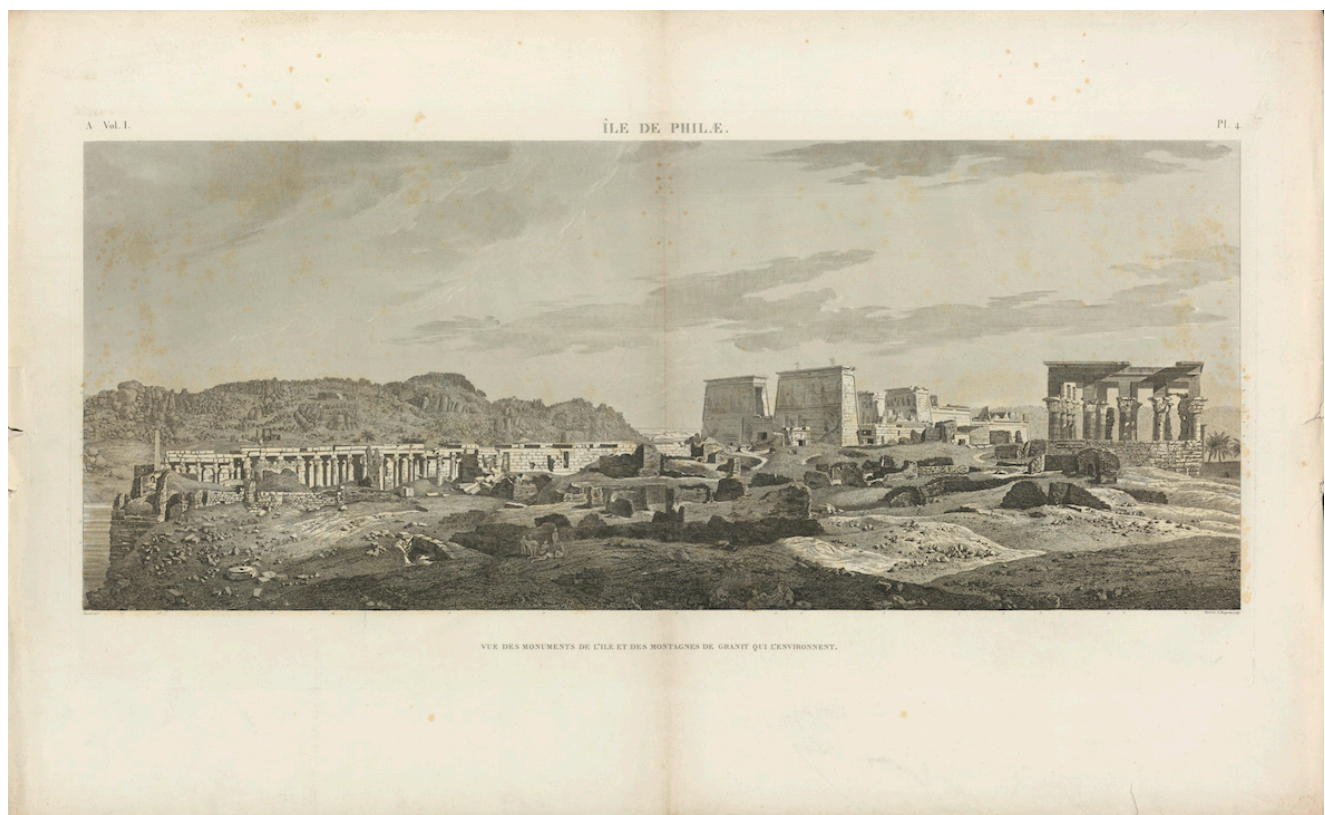 A Vol. I.
ÎLE DE PHILÆ.
Pl. 4
VUE DES MONUMENTS DE L'ILE ET DES MONTAGNES DE GRANIT QUI L'ENVIRONNENT.